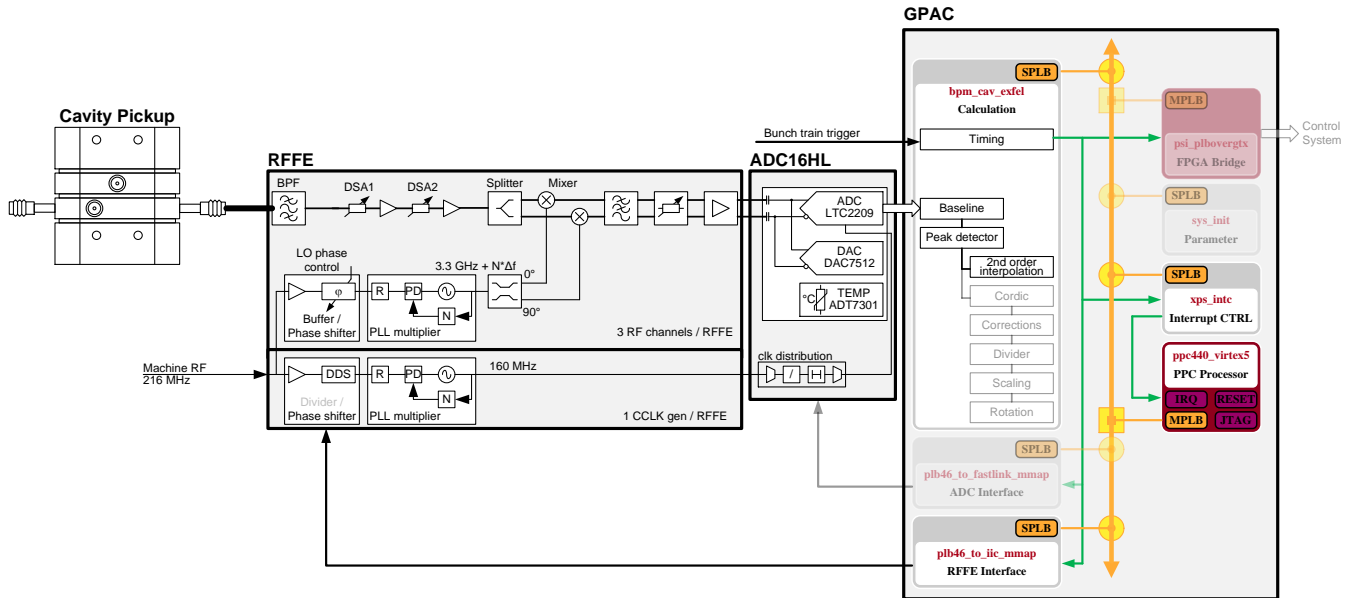 GPAC
Cavity Pickup
RFFE
ADC16HL
BPF
DSA1
DSA2
Splitter
Mixer
LO phase
control
φ
Buffer /
Phase shifter
R
PD
N
PLL multiplier
3.3 GHz + N*Δf
0°
90°
3 RF channels / RFFE
Machine RF
216 MHz
DDS
Divider /
Phase shifter
R
PD
N
PLL multiplier
160 MHz
1 CCLK gen / RFFE
Bunch train trigger
ADC
LTC2209
DAC
DAC7512
°C
TEMP
ADT7301
clk distribution
/
SPLB
bpm_cav_exfel
Calculation
Timing
Baseline
Peak detector
2nd order
interpolation
Cordic
Corrections
Divider
Scaling
Rotation
SPLB
plb46_to_fastlink_mmap
ADC Interface
SPLB
plb46_to_iic_mmap
RFFE Interface
MPLB
psi_plbovergtx
FPGA Bridge
Control
System
SPLB
sys_init
Parameter
SPLB
xps_intc
Interrupt CTRL
ppc440_virtex5
PPC Processor
IRQ
RESET
MPLB
JTAG